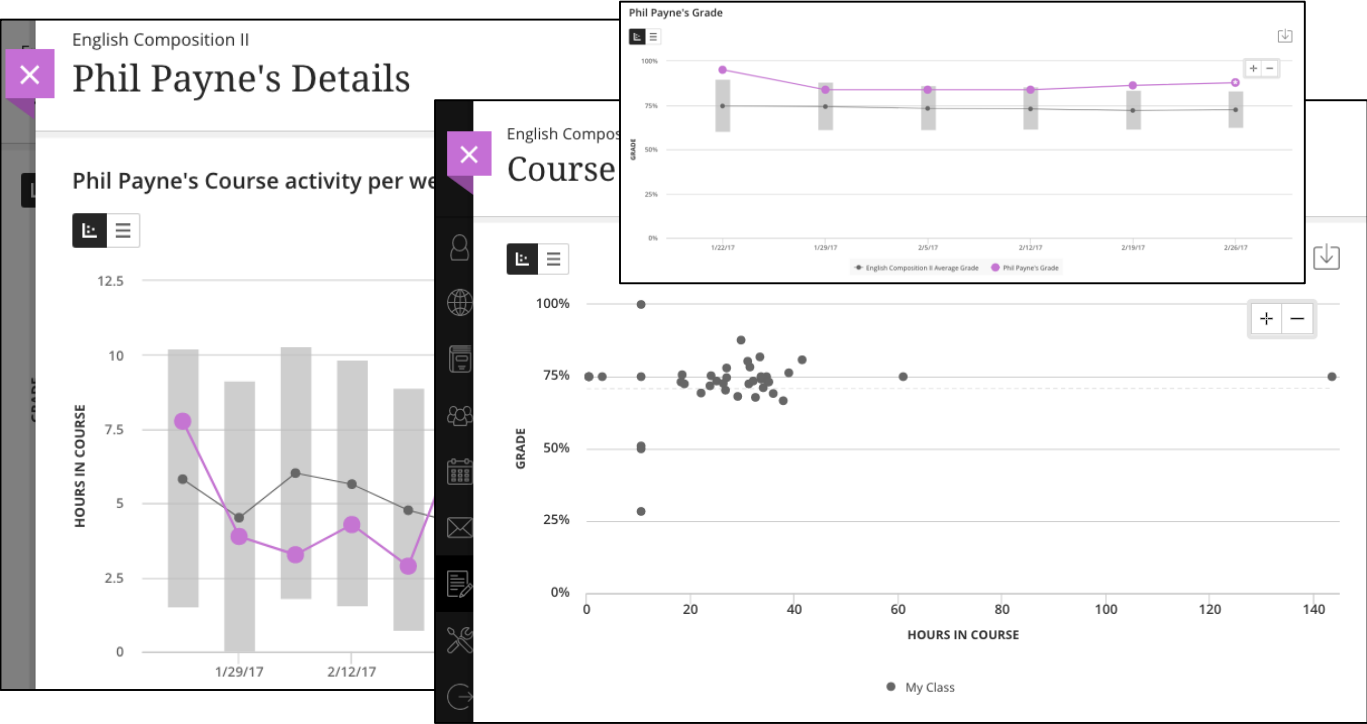 English Composition II
Phil Payne's Details
Phil Payne's Course activity per we
12.5
10
7.5
5
2.5
0
HOURS IN COURSE
1/29/17
2/12/17
English Compos
Course
100%
75%
50%
25%
0%
GRADE
0
20
40
60
80
100
120
140
HOURS IN COURSE
My Class
Phil Payne's Grade
100%
75%
50%
25%
0%
GRADE
1/22/17
1/29/17
2/5/17
2/12/17
2/19/17
2/26/17
English Composition II Average Grade
Phil Payne's Grade